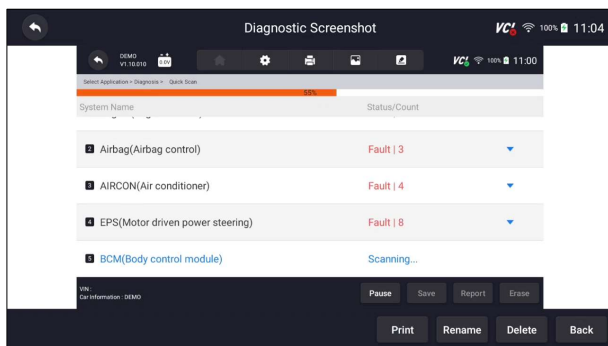 Diagnostic Screenshot
VCI 100% 11:04
DEMO
V1.10.010
0.0V
VCI 100% 11:00
Select Application > Diagnosis > Quick Scan
55%
System Name Status/Count
2 Airbag(Airbag control) Fault | 3
3 AIRCON(Air conditioner) Fault | 4
4 EPS(Motor driven power steering) Fault | 8
5 BCM(Body control module) Scanning...
VIN :
Car Information : DEMO
Pause Save Report Erase
Print Rename Delete Back